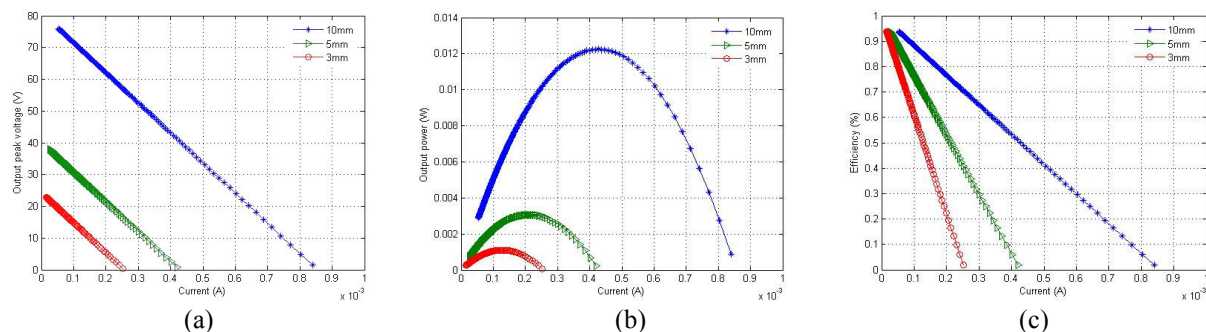 80
70
60
50
40
30
20
10
0
Output peak voltage (V)
10mm
5mm
3mm
0 0.1 0.2 0.3 0.4 0.5 0.6 0.7 0.8 0.9 1
Current (A)
x 10-3
(a)
0.014
0.012
0.01
0.008
0.006
0.004
0.002
0
Output power (W)
10mm
5mm
3mm
0 0.1 0.2 0.3 0.4 0.5 0.6 0.7 0.8 0.9 1
Current (A)
x 10-3
(b)
1
0.9
0.8
0.7
0.6
0.5
0.4
0.3
0.2
0.1
0
Efficiency (%)
10mm
5mm
3mm
0 0.1 0.2 0.3 0.4 0.5 0.6 0.7 0.8 0.9 1
Current (A)
x 10-3
(c)